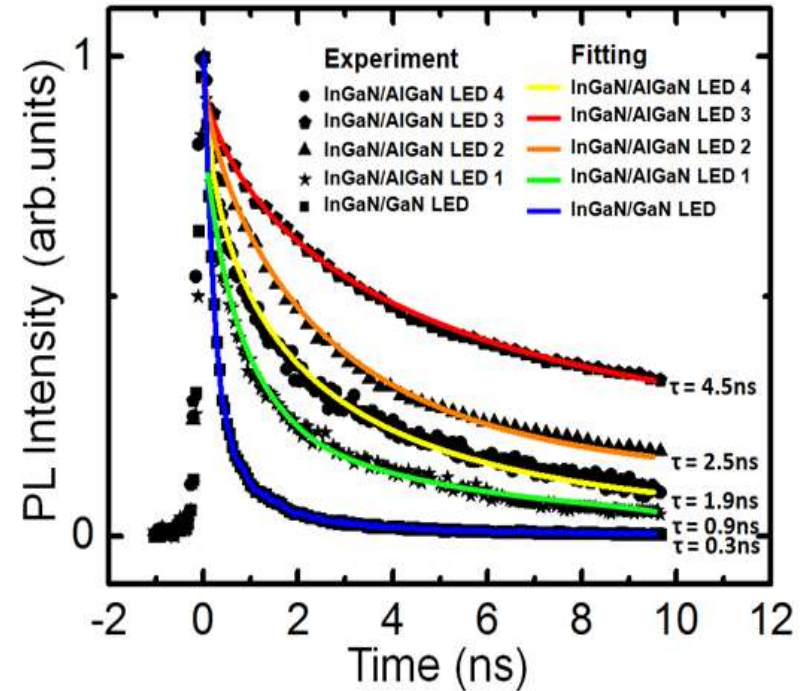 PL Intensity (arb.units)
1
0
Experiment
InGaN/AlGaN LED 4
InGaN/AlGaN LED 3
InGaN/AlGaN LED 2
InGaN/AlGaN LED 1
InGaN/GaN LED
Fitting
InGaN/AlGaN LED 4
InGaN/AlGaN LED 3
InGaN/AlGaN LED 2
InGaN/AlGaN LED 1
InGaN/GaN LED
τ = 4.5ns
τ = 2.5ns
τ = 1.9ns
τ = 0.9ns
τ = 0.3ns
-2 0 2 4 6 8 10 12
Time (ns)